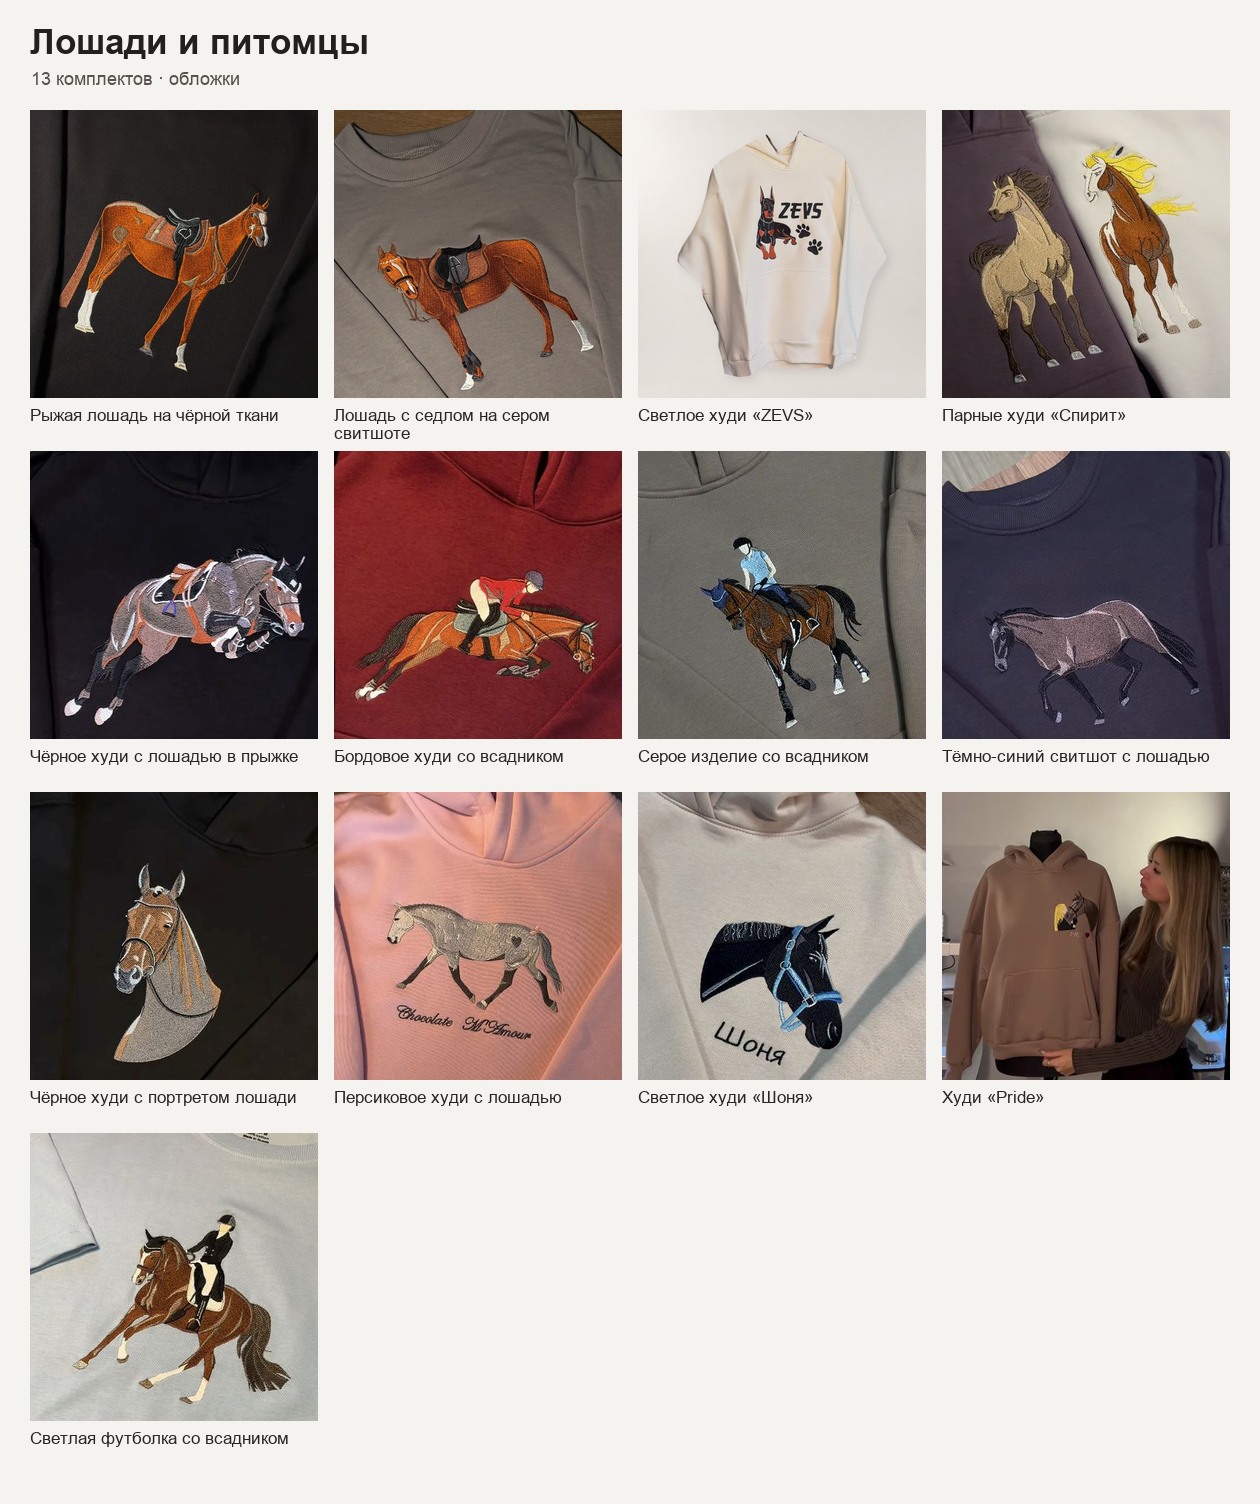 Лошади и питомцы
13 комплектов · обложки
ZEVS
Рыжая лошадь на чёрной ткани
Лошадь с седлом на сером
свитшоте
Светлое худи «ZEVS»
Парные худи «Спирит»
Чёрное худи с лошадью в прыжке
Бордовое худи со всадником
Серое изделие со всадником
Тёмно-синий свитшот с лошадью
Chocolate M'Amour
Шоня
Чёрное худи с портретом лошади
Персиковое худи с лошадью
Светлое худи «Шоня»
Худи «Pride»
Светлая футболка со всадником